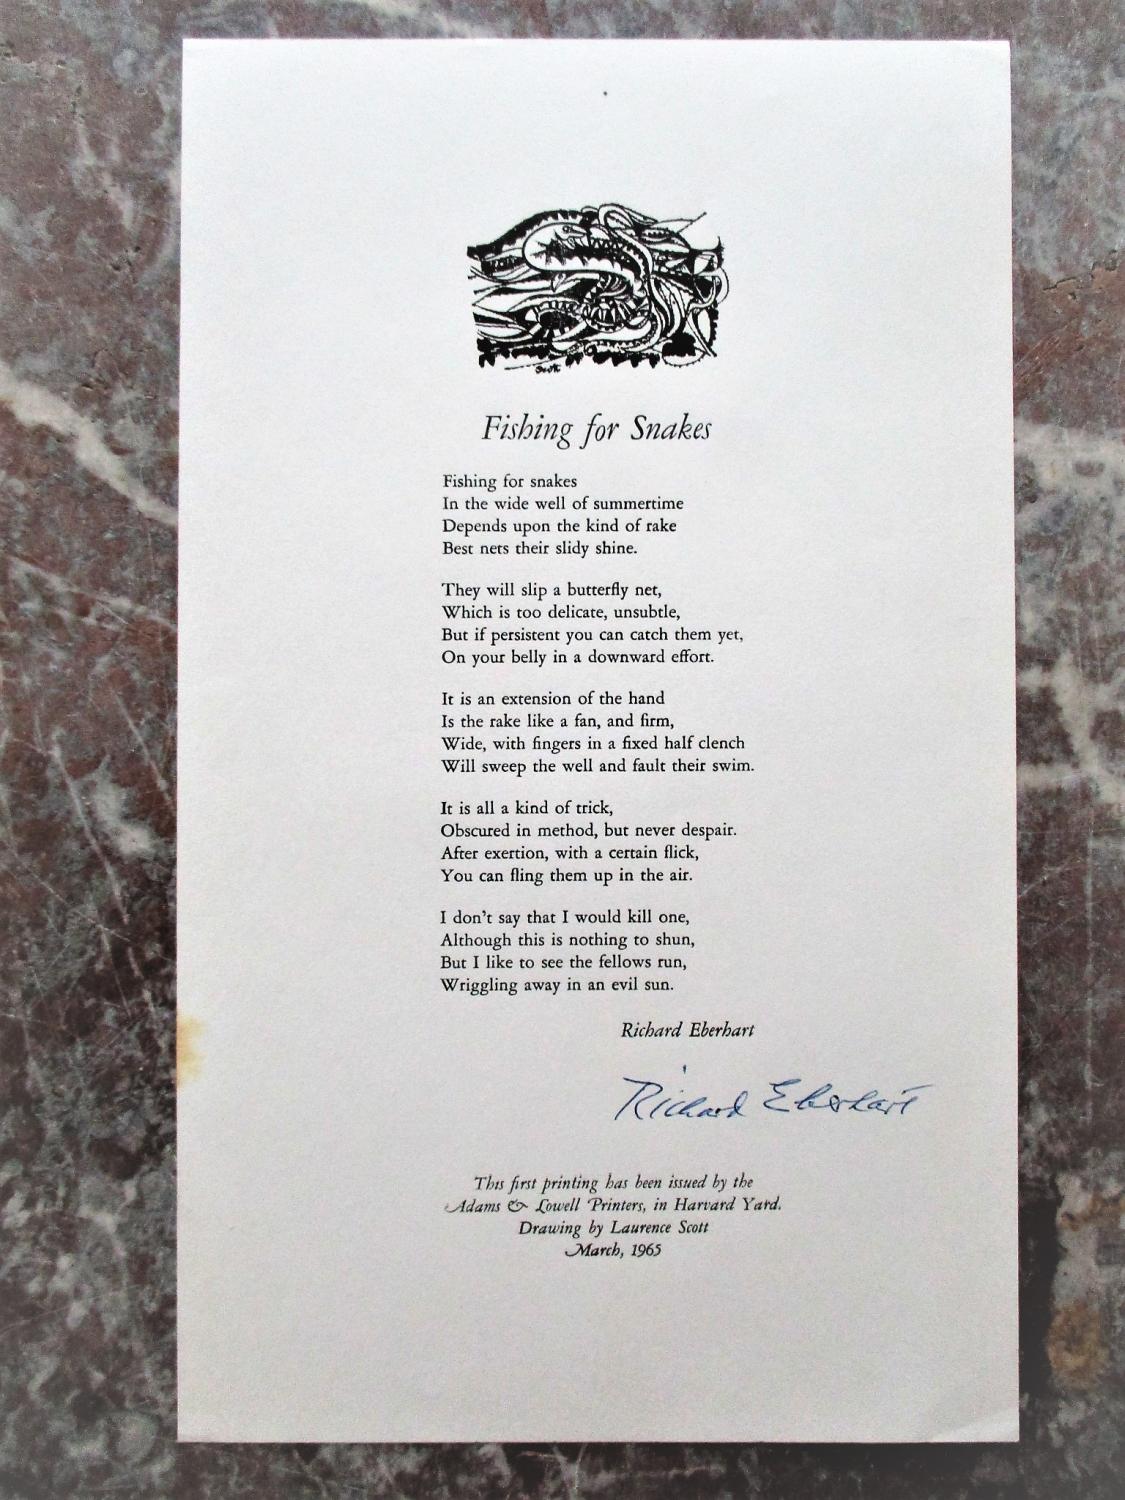 Scott
Fishing for Snakes
Fishing for snakes
In the wide well of summertime
Depends upon the kind of rake
Best nets their slidy shine.
They will slip a butterfly net,
Which is too delicate, unsubtle,
But if persistent you can catch them yet,
On your belly in a downward effort.
It is an extension of the hand
Is the rake like a fan, and firm,
Wide, with fingers in a fixed half clench
Will sweep the well and fault their swim.
It is all a kind of trick,
Obscured in method, but never despair.
After exertion, with a certain flick,
You can fling them up in the air.
I don't say that I would kill one,
Although this is nothing to shun,
But I like to see the fellows run,
Wriggling away in an evil sun.
Richard Eberhart
Richard Eberhart
This first printing has been issued by the
Adams & Lowell Printers, in Harvard Yard.
Drawing by Laurence Scott
March, 1965